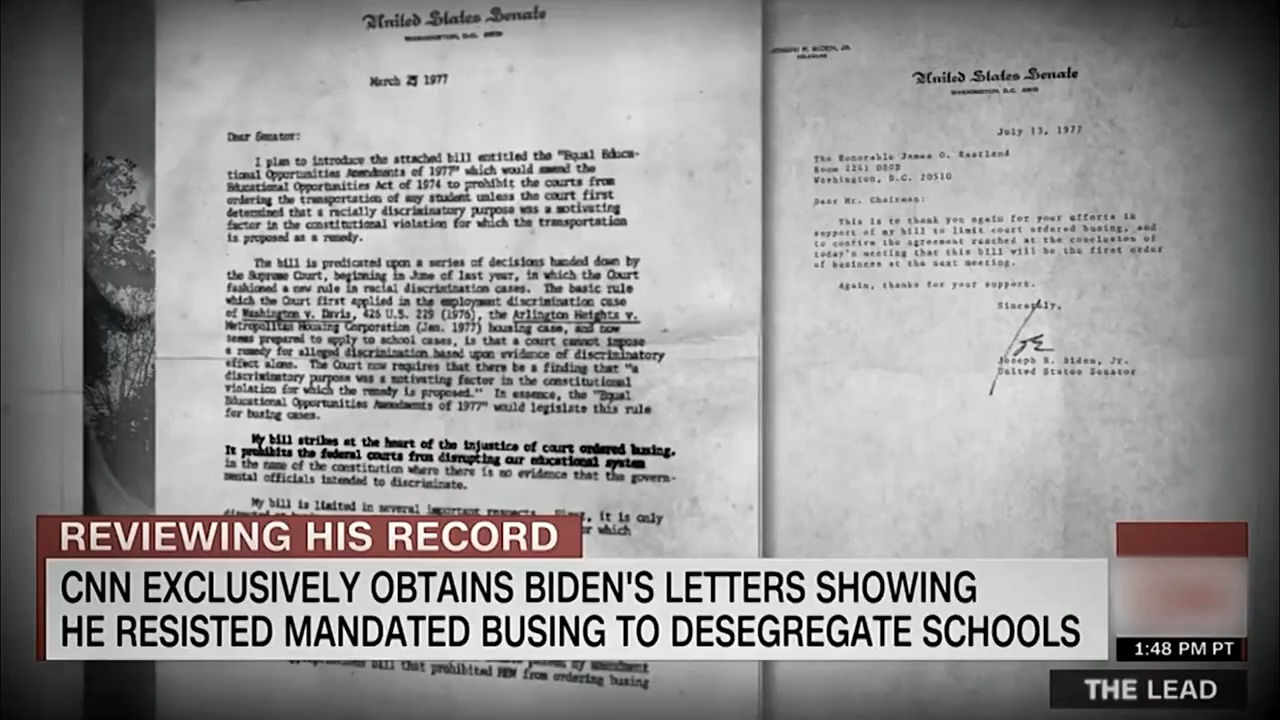 United States Senate
WASHINGTON, D.C.
March 25 1977
Dear Senator:
I plan to introduce the attached bill entitled the "Equal Educa-
tional Opportunities Amendments of 1977" which would amend the
Educational Opportunities Act of 1974 to prohibit the courts from
ordering the transportation of any student unless the court first
determined that a racially discriminatory purpose was a motivating
factor in the constitutional violation for which the transportation
is proposed as a remedy.
The bill is predicated upon a series of decisions handed down by
the Supreme Court, beginning in June of last year, in which the Court
fashioned a new rule in racial discrimination cases. The basic rule
which the Court first applied in the employment discrimination case
of Washington v. Davis, 426 U.S. 229 (1976), the Arlington Heights v.
Metropolitan Housing Corporation (Jan. 1977) housing case, and now
seems prepared to apply to school cases, is that a court cannot impose
a remedy for alleged discrimination based upon evidence of discriminatory
effect alone. The Court now requires that there be a finding that "a
discriminatory purpose was a motivating factor in the constitutional
violation for which the remedy is proposed." In essence, the "Equal
Educational Opportunities Amendments of 1977" would legislate this rule
for busing cases.
My bill strikes at the heart of the injustice of court ordered busing.
It prohibits the federal courts from disrupting our educational system
in the name of the constitution where there is no evidence that the govern-
mental officials intended to discriminate.
My bill is limited in several important respects. it is only
which
bill that prohibited HEW from ordering busing
JOSEPH R. BIDEN, JR.
DELAWARE
United States Senate
WASHINGTON, D.C.
July 13, 1977
The Honorable James O. Eastland
Room 2241 DSOB
Washington, D.C. 20510
Dear Mr. Chairman:
This is to thank you again for your efforts in
support of my bill to limit court ordered busing, and
to confirm the agreement reached at the conclusion of
today's meeting that this bill will be the first order
of business at the next meeting.
Again, thanks for your support.
Sincerely,
Joe
Joseph R. Biden, Jr.
United States Senator
REVIEWING HIS RECORD
CNN EXCLUSIVELY OBTAINS BIDEN'S LETTERS SHOWING
HE RESISTED MANDATED BUSING TO DESEGREGATE SCHOOLS
1:48 PM PT
THE LEAD